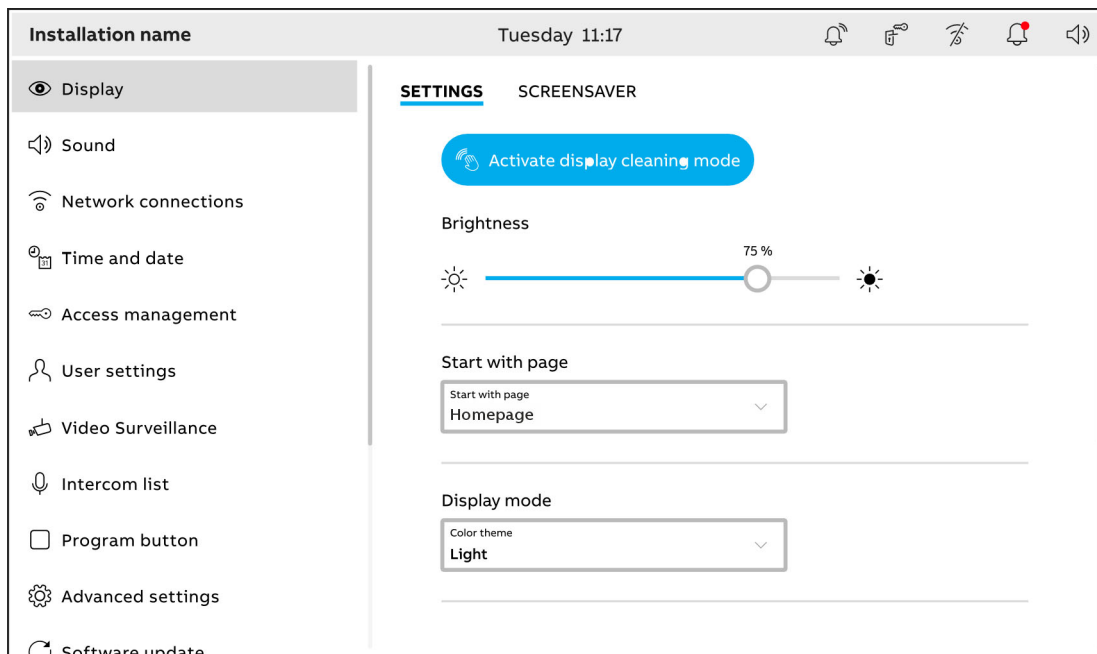 Installation name
Tuesday 11:17
Display
Sound
Network connections
31
Time and date
Access management
User settings
Video Surveillance
Intercom list
Program button
Advanced settings
Software update
SETTINGS SCREENSAVER
Activate display cleaning mode
Brightness
75 %
Start with page
Start with page
Homepage
Display mode
Color theme
Light